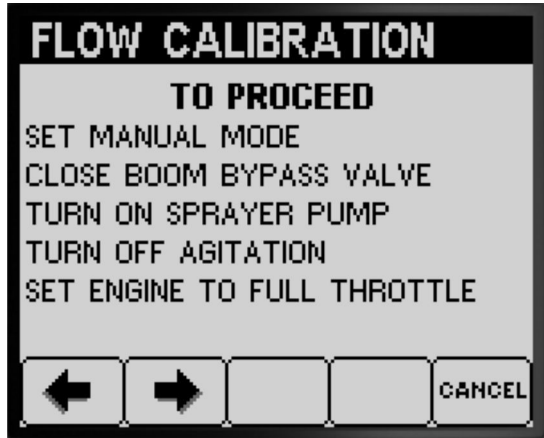 FLOW CALIBRATION
TO PROCEED
SET MANUAL MODE
CLOSE BOOM BYPASS VALVE
TURN ON SPRAYER PUMP
TURN OFF AGITATION
SET ENGINE TO FULL THROTTLE
CANCEL